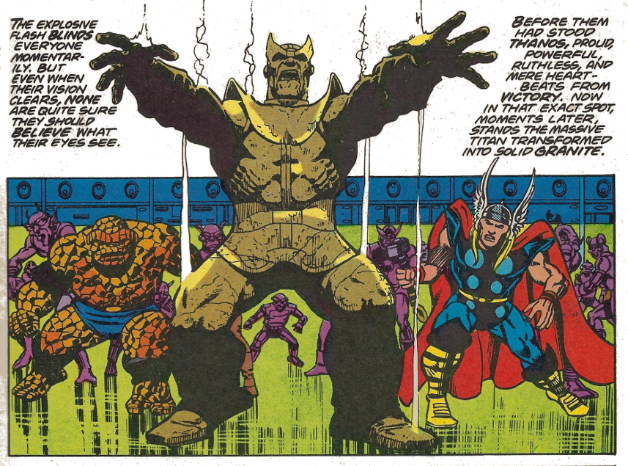 THE EXPLOSIVE
FLASH BLINDS
EVERYONE
MOMENTAR-
ILY. BUT
EVEN WHEN
THEIR VISION
CLEARS, NONE
ARE QUITE SURE
THEY SHOULD
BELIEVE WHAT
THEIR EYES SEE.
BEFORE THEM
HAD STOOD
THANOS, PROUD,
POWERFUL,
RUTHLESS, AND
MERE HEART-
BEATS FROM
VICTORY. NOW
IN THAT EXACT SPOT,
MOMENTS LATER,
STANDS THE MASSIVE
TITAN TRANSFORMED
INTO SOLID GRANITE.